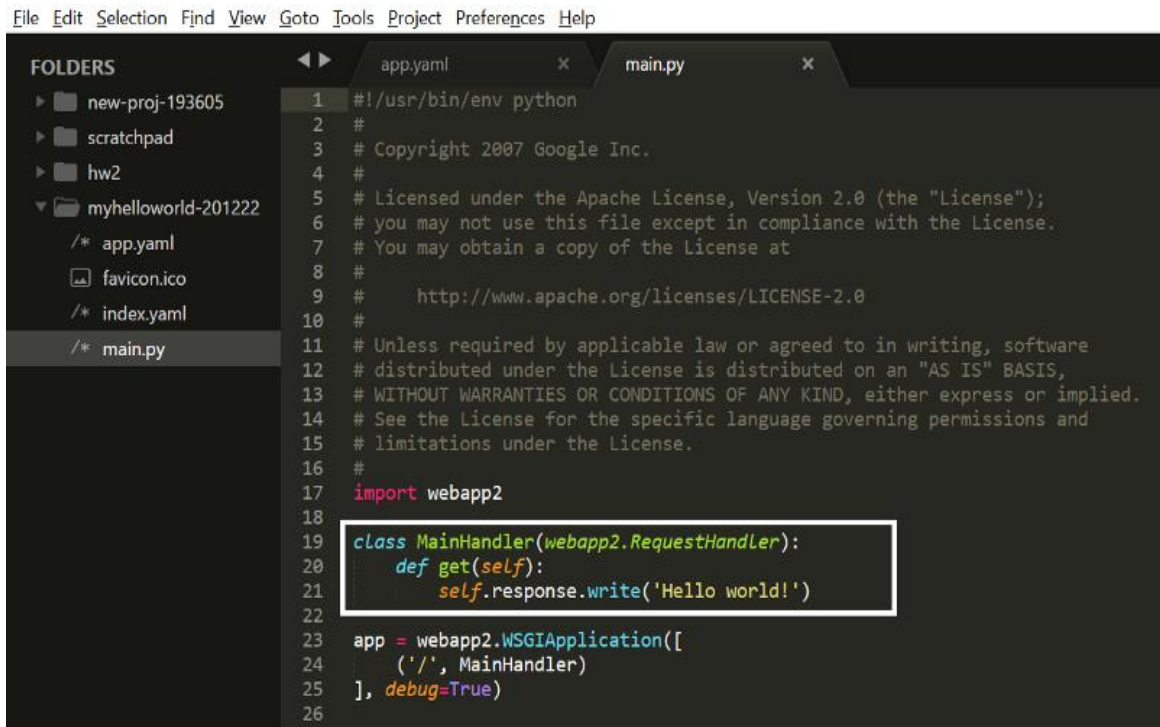 File Edit Selection Find View Goto Tools Project Preferences Help
FOLDERS
new-proj-193605
scratchpad
hw2
myhelloworld-201222
/* app.yaml
favicon.ico
/* index.yaml
/* main.py
app.yaml × main.py ×
1 #!/usr/bin/env python
2 #
3 # Copyright 2007 Google Inc.
4 #
5 # Licensed under the Apache License, Version 2.0 (the "License");
6 # you may not use this file except in compliance with the License.
7 # You may obtain a copy of the License at
8 #
9 #     http://www.apache.org/licenses/LICENSE-2.0
10 #
11 # Unless required by applicable law or agreed to in writing, software
12 # distributed under the License is distributed on an "AS IS" BASIS,
13 # WITHOUT WARRANTIES OR CONDITIONS OF ANY KIND, either express or implied.
14 # See the License for the specific language governing permissions and
15 # limitations under the License.
16 #
17 import webapp2
18
19 class MainHandler(webapp2.RequestHandler):
20     def get(self):
21         self.response.write('Hello world!')
22
23 app = webapp2.WSGIApplication([
24     ('/', MainHandler)
25 ], debug=True)
26